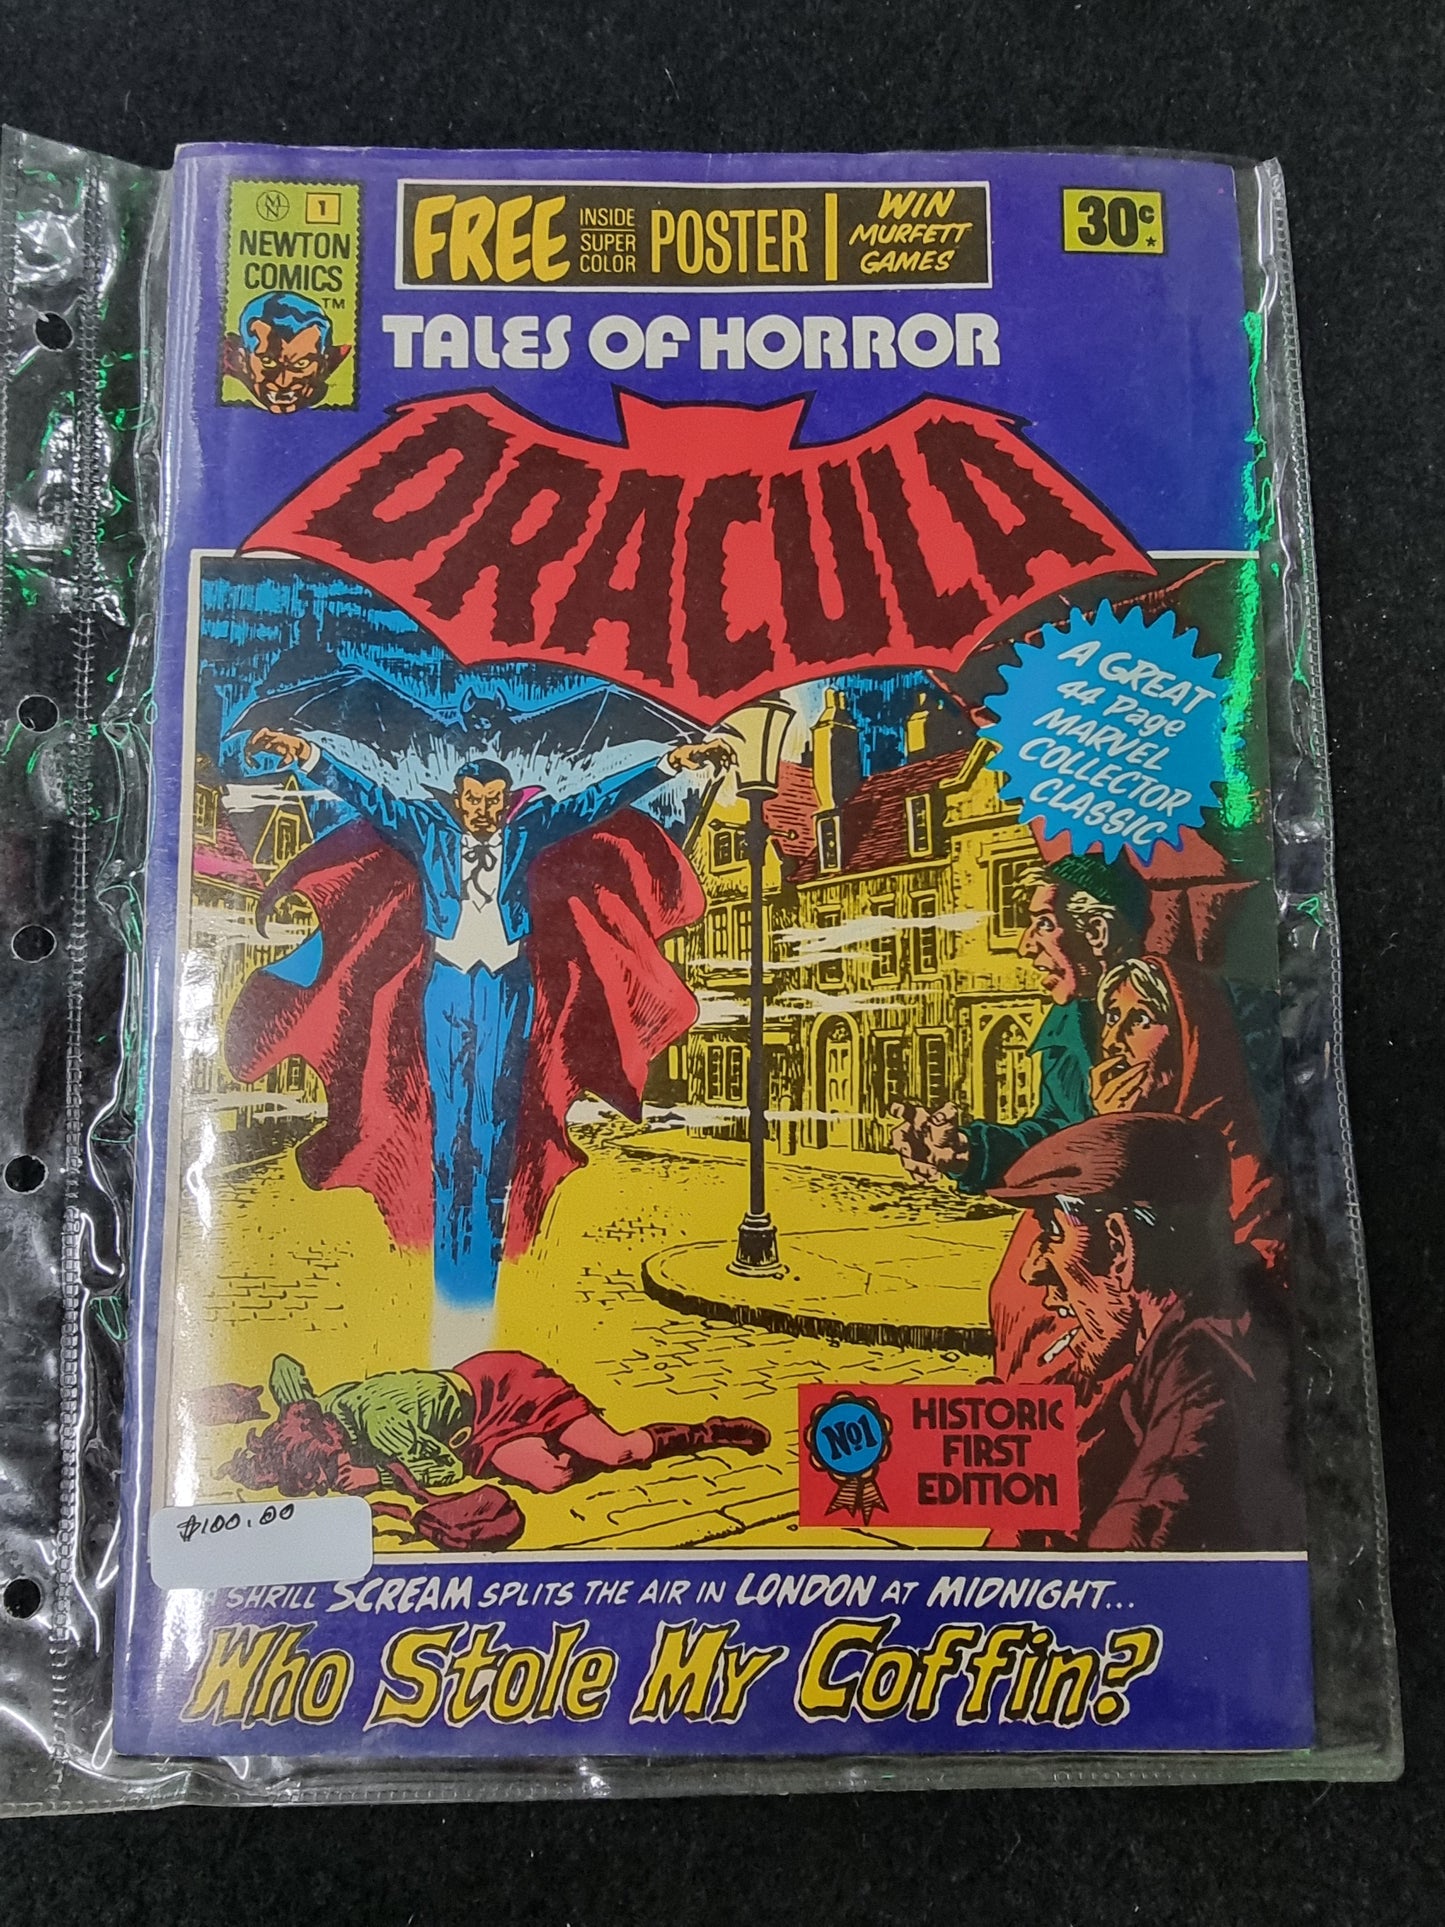 1
NEWTON
COMICS
TM
FREE
INSIDE
SUPER
COLOR
POSTER
WIN
MURFETT
GAMES
30c
*
TALES OF HORROR
DRACULA
A GREAT
44 Page
MARVEL
COLLECTOR
CLASSIC
No1
HISTORIC
FIRST
EDITION
$100.00
A SHRILL SCREAM SPLITS THE AIR IN LONDON AT MIDNIGHT...
Who Stole My Coffin?